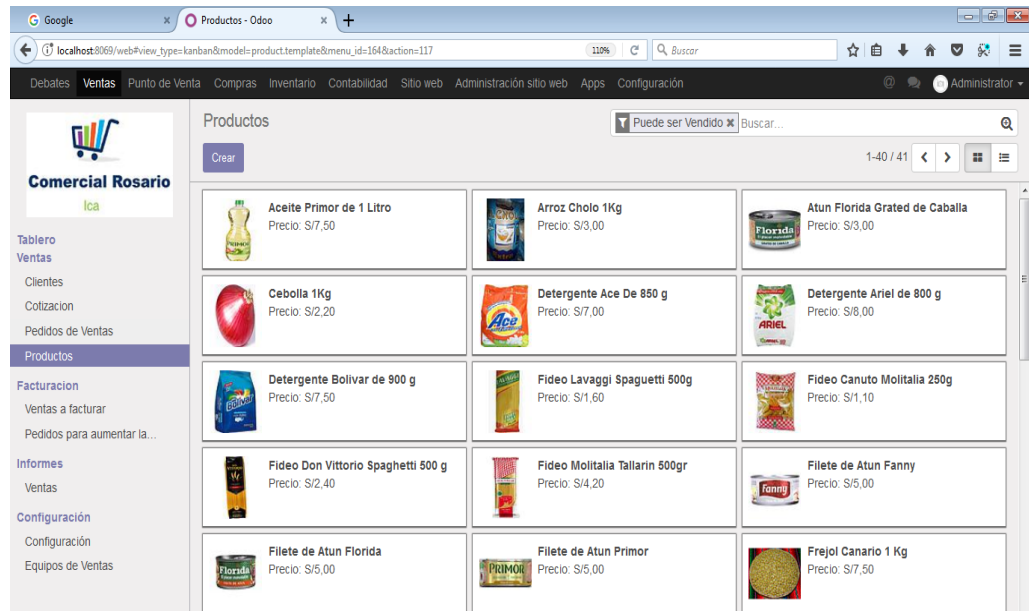 Google
Productos - Odoo
localhost:8069/web#view_type=kanban&model=product.template&menu_id=164&action=117
110%
Buscar
Debates Ventas Punto de Venta Compras Inventario Contabilidad Sitio web Administración sitio web Apps Configuración
Administrator
Comercial Rosario
Ica
Tablero
Ventas
Clientes
Cotizacion
Pedidos de Ventas
Productos
Facturacion
Ventas a facturar
Pedidos para aumentar la...
Informes
Ventas
Configuración
Configuración
Equipos de Ventas
Productos
Puede ser Vendido
Buscar...
Crear
1-40 / 41
Aceite Primor de 1 Litro
Precio: S/7,50
PRIMOR
Arroz Cholo 1Kg
Precio: S/3,00
Atun Florida Grated de Caballa
Precio: S/3,00
Florida
Cebolla 1Kg
Precio: S/2,20
Detergente Ace De 850 g
Precio: S/7,00
Ace
Detergente Ariel de 800 g
Precio: S/8,00
ARIEL
Detergente Bolivar de 900 g
Precio: S/7,50
Bolivar
Fideo Lavaggi Spaguetti 500g
Precio: S/1,60
Fideo Canuto Molitalia 250g
Precio: S/1,10
Fideo Don Vittorio Spaghetti 500 g
Precio: S/2,40
Fideo Molitalia Tallarin 500gr
Precio: S/4,20
Filete de Atun Fanny
Precio: S/5,00
Fanny
Filete de Atun Florida
Precio: S/5,00
Florida
Filete de Atun Primor
Precio: S/5,00
PRIMOR
Frejol Canario 1 Kg
Precio: S/7,50